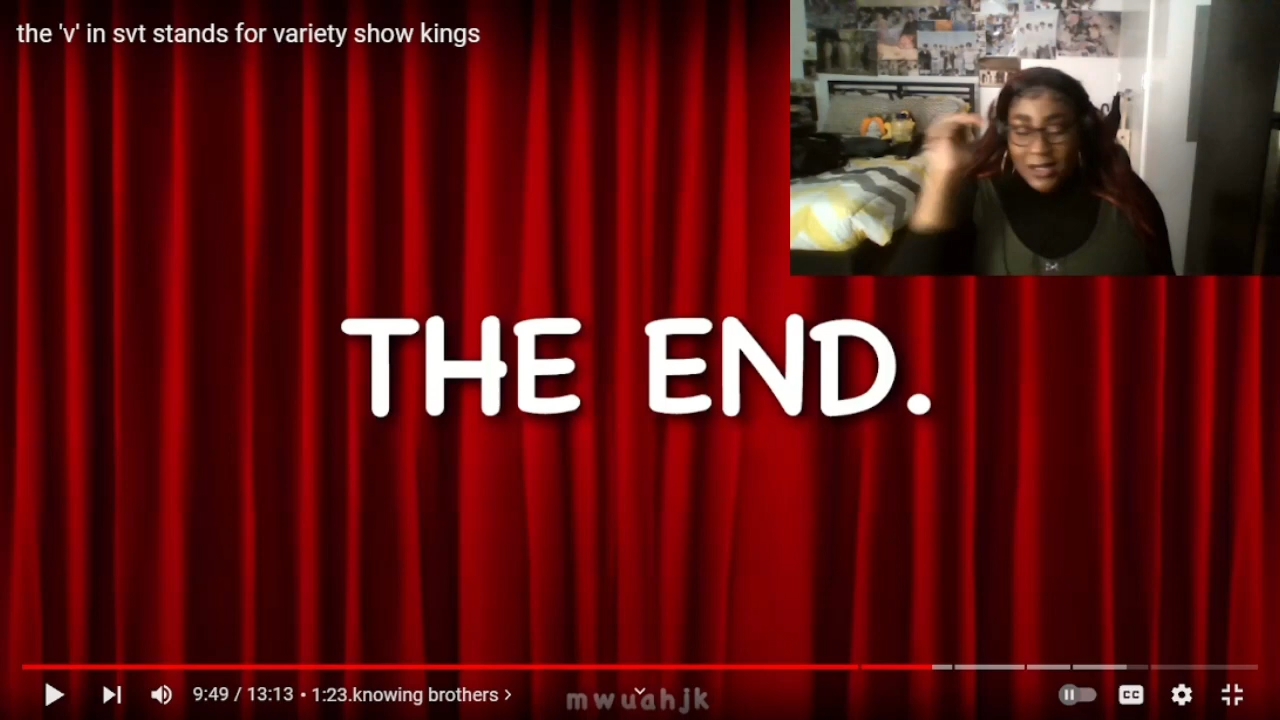 the 'v' in svt stands for variety show kings
THE END.
9:49 / 13:13 • 1:23.knowing brothers >
mwuahjk
CC